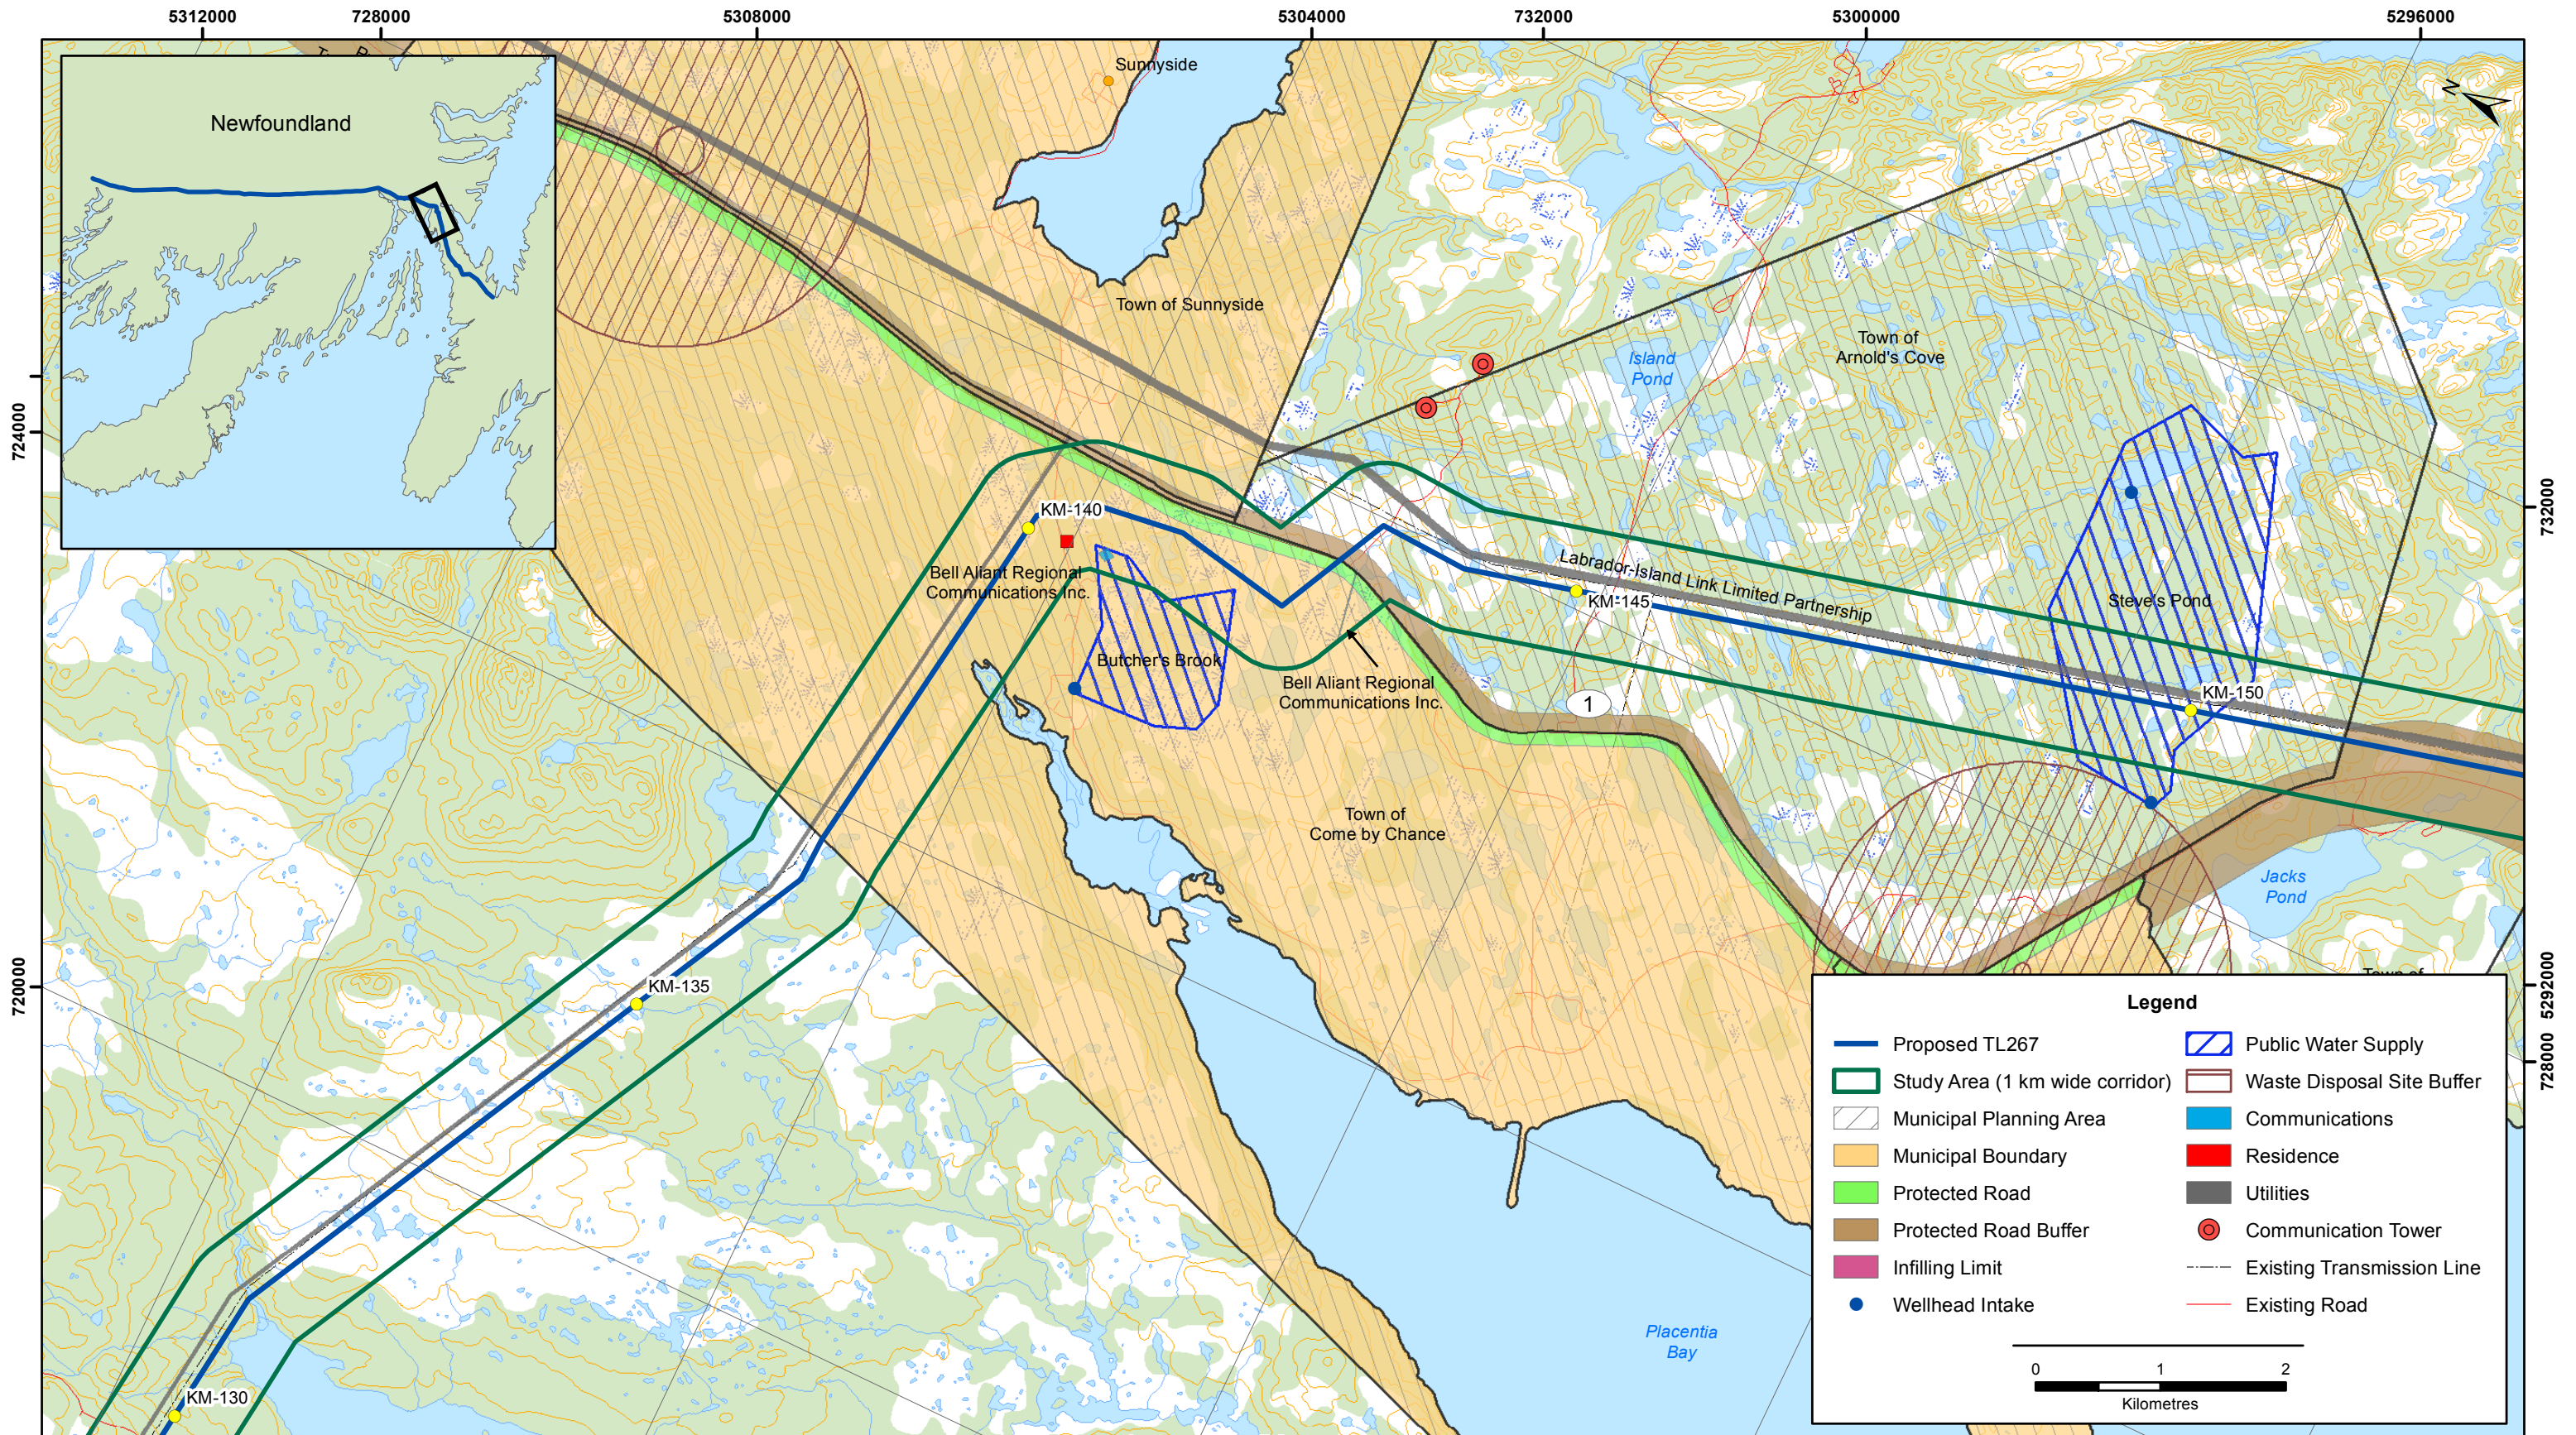 5312000
728000
5308000
5304000
732000
5300000
5296000
Newfoundland
Sunnyside
N
Town of Sunnyside
Island
Pond
Town of
Arnold's Cove
724000
732000
KM-140
Bell Aliant Regional
Communications Inc.
Labrador-Island Link Limited Partnership
KM-145
Steve's Pond
Butcher's Brook
Bell Aliant Regional
Communications Inc.
1
KM-150
Town of
Come by Chance
Jacks
Pond
720000
KM-135
Town of
5292000
728000
KM-130
Placentia
Bay
Legend
Proposed TL267
Study Area (1 km wide corridor)
Municipal Planning Area
Municipal Boundary
Protected Road
Protected Road Buffer
Infilling Limit
Wellhead Intake
Public Water Supply
Waste Disposal Site Buffer
Communications
Residence
Utilities
Communication Tower
Existing Transmission Line
Existing Road
0 1 2
Kilometres